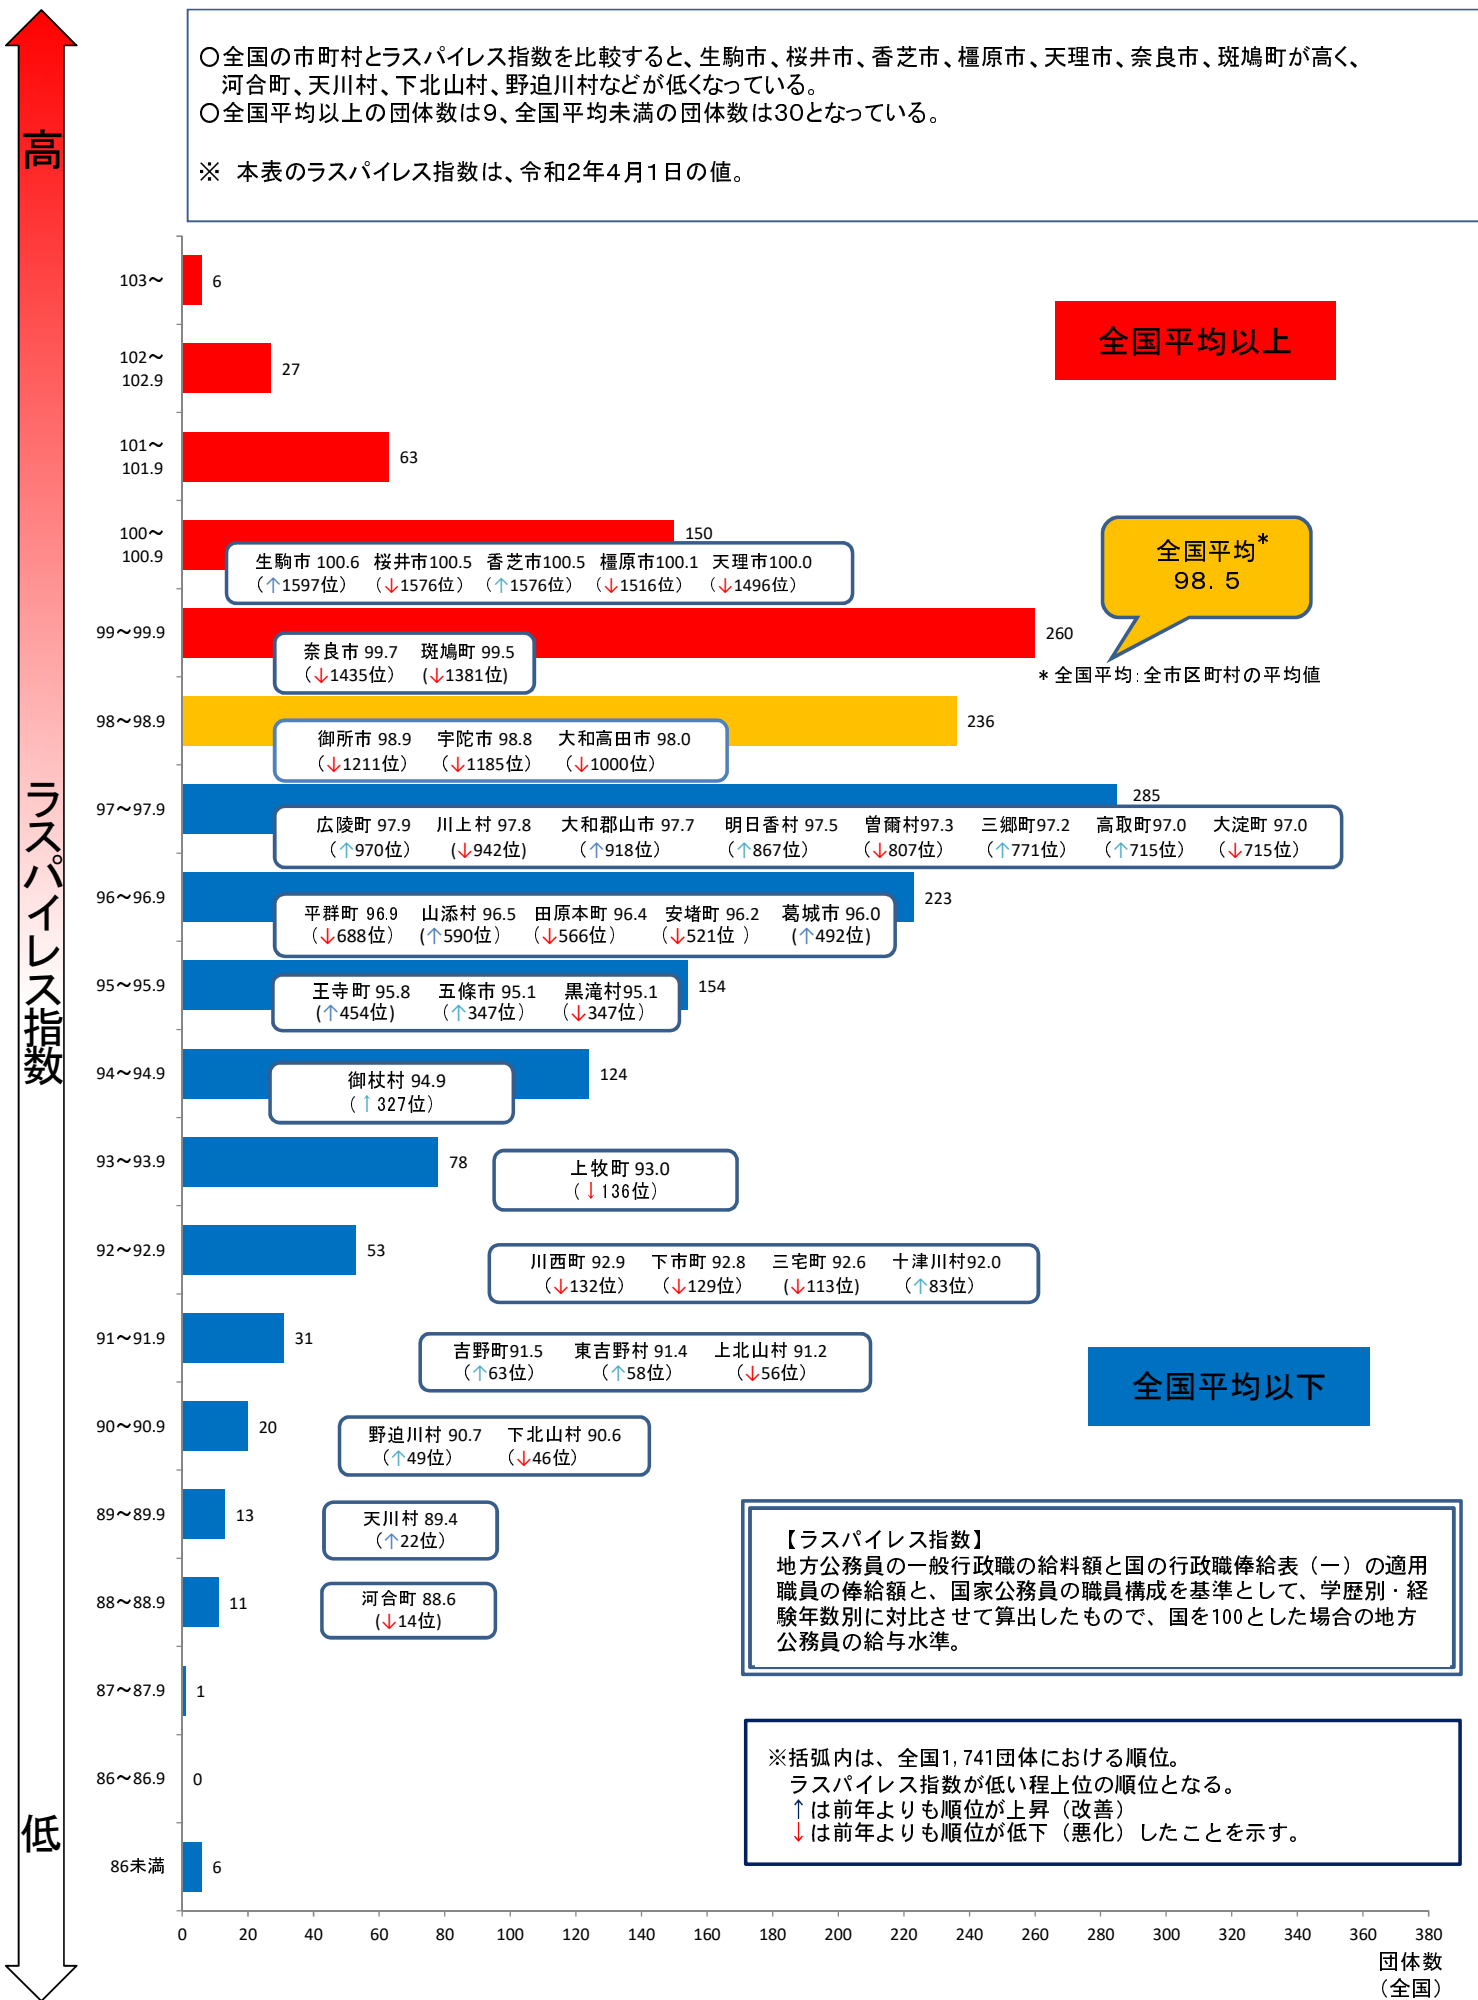 〇全国の市町村とラスパイレス指数を比較すると、生駒市、桜井市、香芝市、橿原市、天理市、奈良市、斑鳩町が高く、
河合町、天川村、下北山村、野迫川村などが低くなっている。
〇全国平均以上の団体数は9、全国平均未満の団体数は30となっている。
※ 本表のラスパイレス指数は、令和2年4月1日の値。
高
ラスパイレス指数
低
103～ 6
全国平均以上
102～
102.9 27
101～
101.9 63
100～
100.9 150
生駒市 100.6 桜井市100.5 香芝市100.5 橿原市100.1 天理市100.0
（↑1597位） （↓1576位） （↑1576位） （↓1516位） （↓1496位）
全国平均*
98．5
99～99.9 260
奈良市 99.7 斑鳩町 99.5
（↓1435位） (↓1381位)
*全国平均：全市区町村の平均値
98～98.9 236
御所市 98.9 宇陀市 98.8 大和高田市 98.0
（↓1211位） （↓1185位） （↓1000位）
97～97.9 285
広陵町 97.9 川上村 97.8 大和郡山市 97.7 明日香村 97.5 曽爾村97.3 三郷町97.2 高取町97.0 大淀町 97.0
（↑970位） (↓942位) （↑918位） （↑867位） （↓807位） （↑771位） （↑715位） （↓715位）
96～96.9 223
平群町 96.9 山添村 96.5 田原本町 96.4 安堵町 96.2 葛城市 96.0
（↓688位） (↑590位） （↓566位） （↓521位 ） (↑492位)
95～95.9 154
王寺町 95.8 五條市 95.1 黒滝村95.1
(↑454位) （↑347位） （↓347位）
94～94.9 124
御杖村 94.9
（↑327位）
93～93.9 78
上牧町 93.0
（↓136位）
92～92.9 53
川西町 92.9 下市町 92.8 三宅町 92.6 十津川村92.0
（↓132位） （↓129位） (↓113位) （↑83位）
91～91.9 31
吉野町91.5 東吉野村 91.4 上北山村 91.2
（↑63位） （↑58位） （↓56位）
全国平均以下
90～90.9 20
野迫川村 90.7 下北山村 90.6
（↑49位） （↓46位）
89～89.9 13
天川村 89.4
（↑22位）
88～88.9 11
河合町 88.6
(↓14位)
【ラスパイレス指数】
地方公務員の一般行政職の給料額と国の行政職俸給表（一）の適用
職員の俸給額と、国家公務員の職員構成を基準として、学歴別・経
験年数別に対比させて算出したもので、国を100とした場合の地方
公務員の給与水準。
87～87.9 1
86～86.9 0
86未満 6
※括弧内は、全国1,741団体における順位。
ラスパイレス指数が低い程上位の順位となる。
↑は前年よりも順位が上昇（改善）
↓は前年よりも順位が低下（悪化）したことを示す。
0 20 40 60 80 100 120 140 160 180 200 220 240 260 280 300 320 340 360 380
団体数
（全国）